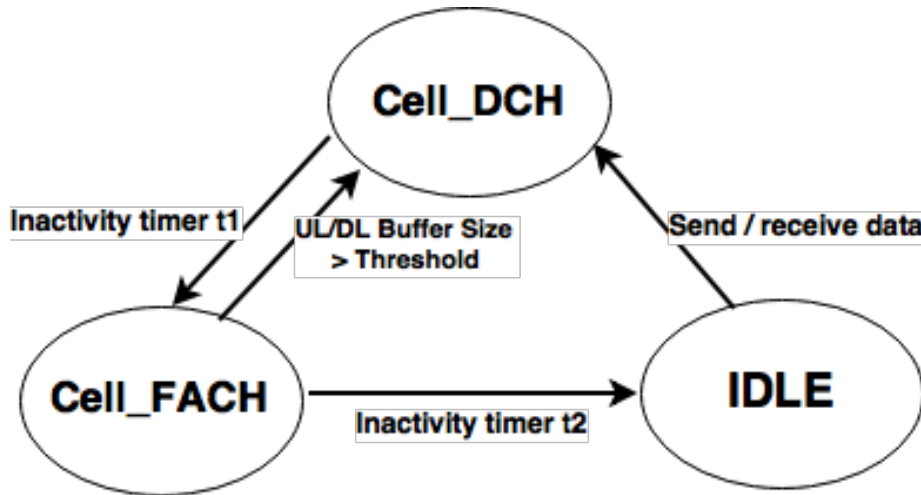 Cell_DCH
Inactivity timer t1
UL/DL Buffer Size
> Threshold
Send / receive data
Cell_FACH
IDLE
Inactivity timer t2